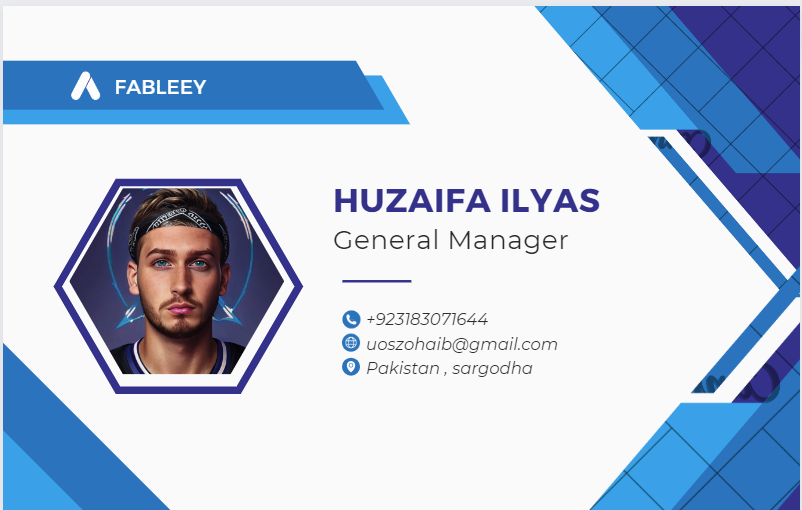 FABLEEY
HUZAIFA ILYAS
General Manager
+923183071644
uoszohaib@gmail.com
Pakistan , sargodha